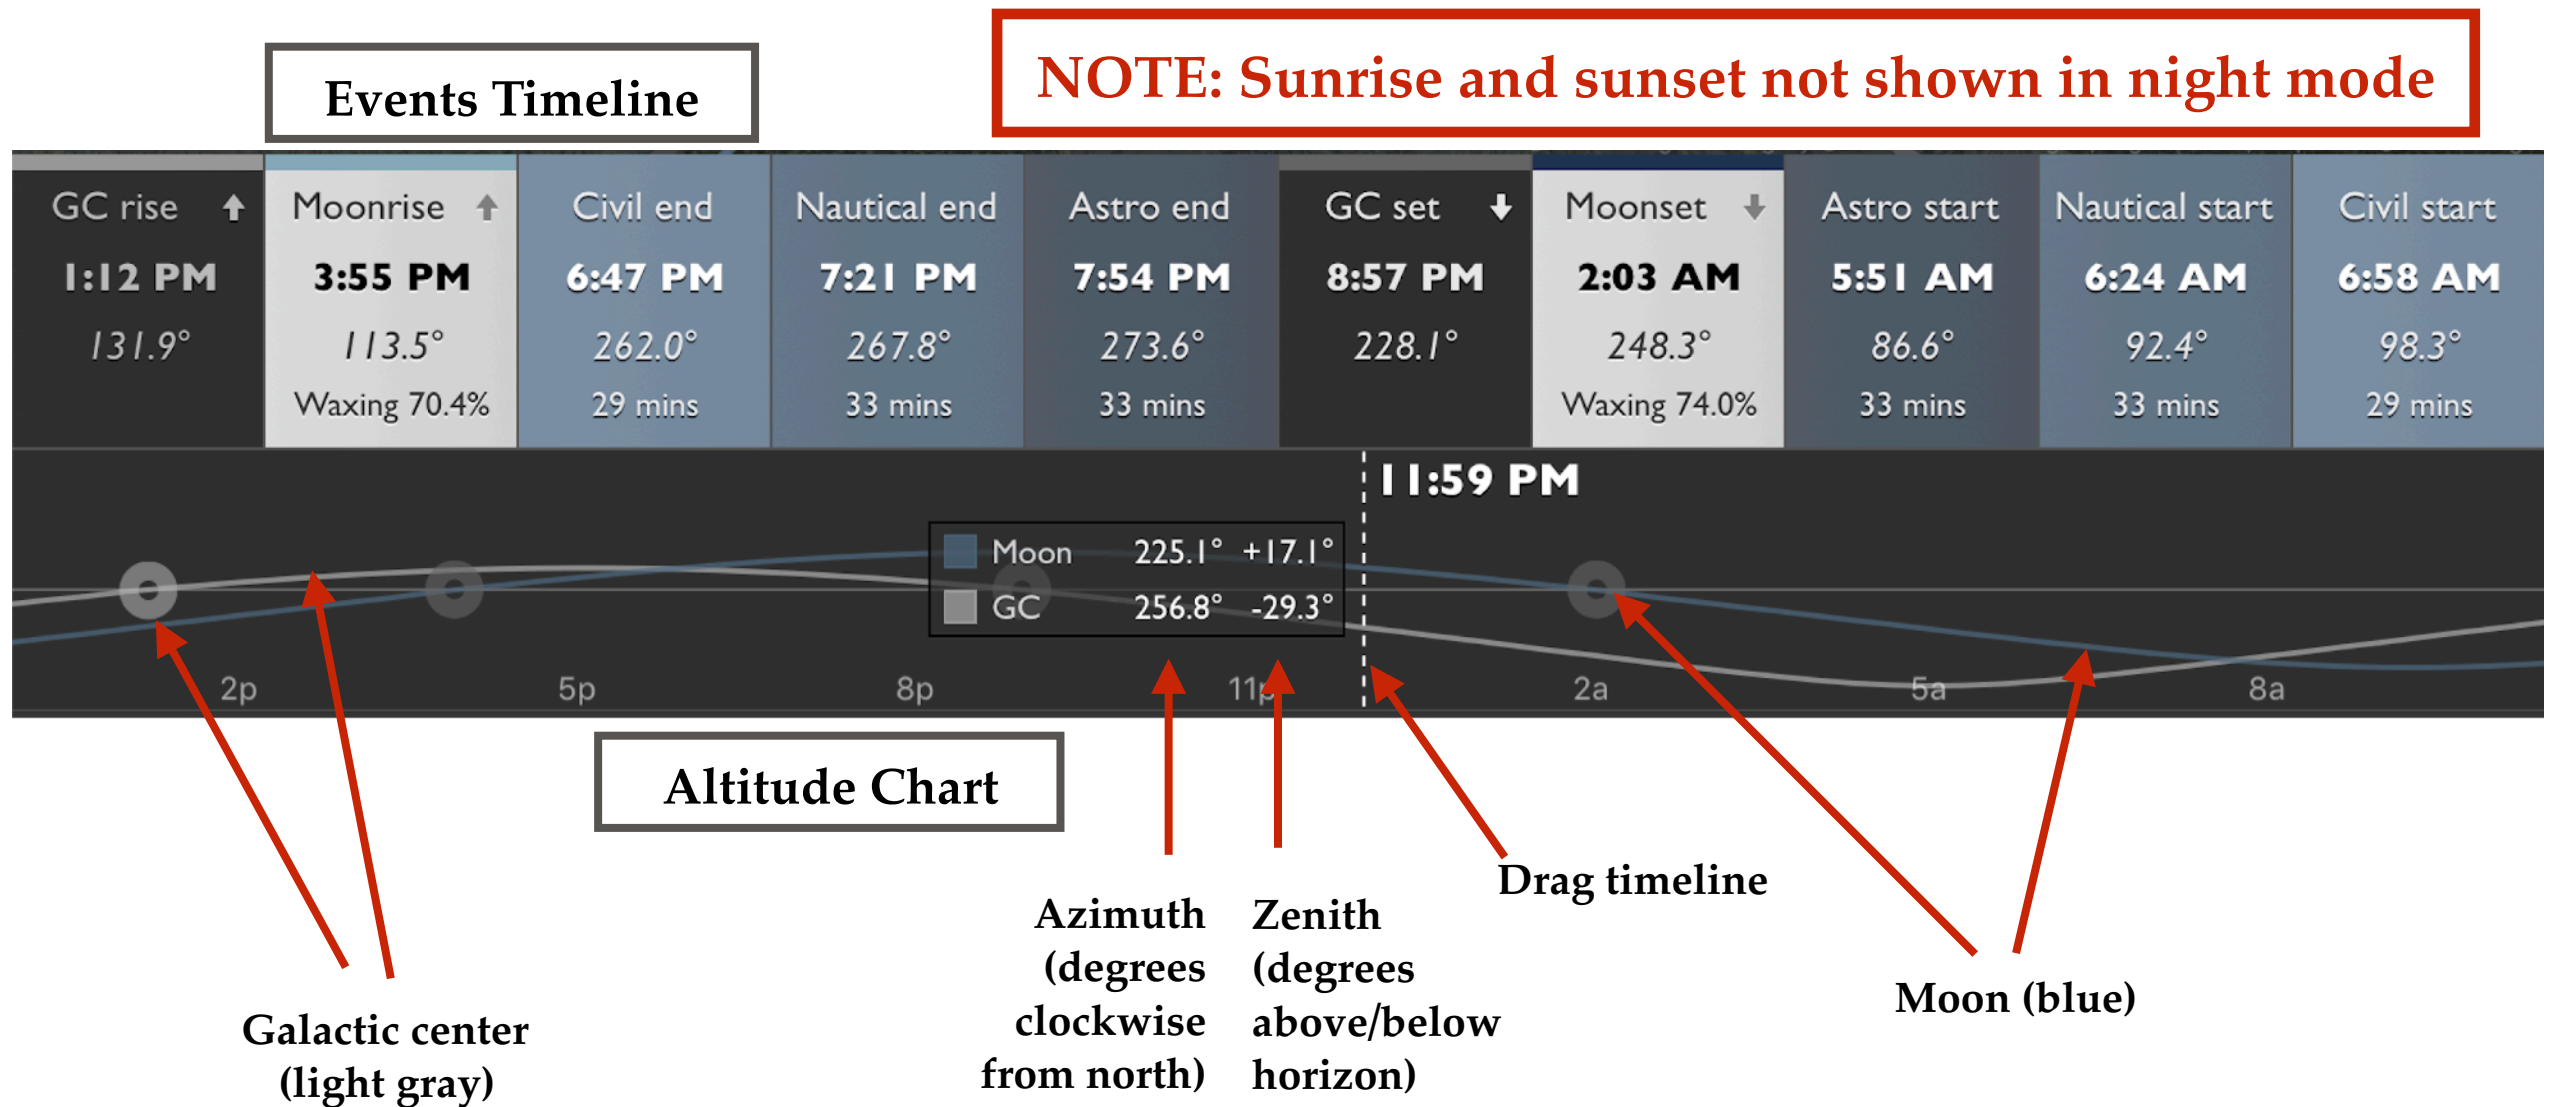 Events Timeline
NOTE: Sunrise and sunset not shown in night mode
GC rise ↑ Moonrise ↑ Civil end Nautical end Astro end GC set ↓ Moonset ↓ Astro start Nautical start Civil start
1:12 PM 3:55 PM 6:47 PM 7:21 PM 7:54 PM 8:57 PM 2:03 AM 5:51 AM 6:24 AM 6:58 AM
131.9° 113.5° 262.0° 267.8° 273.6° 228.1° 248.3° 86.6° 92.4° 98.3°
Waxing 70.4% 29 mins 33 mins 33 mins Waxing 74.0% 33 mins 33 mins 29 mins
11:59 PM
Moon 225.1° +17.1°
GC 256.8° -29.3°
2p 5p 8p 11p 2a 5a 8a
Altitude Chart
Drag timeline
Azimuth
(degrees
clockwise
from north)
Zenith
(degrees
above/below
horizon)
Moon (blue)
Galactic center
(light gray)